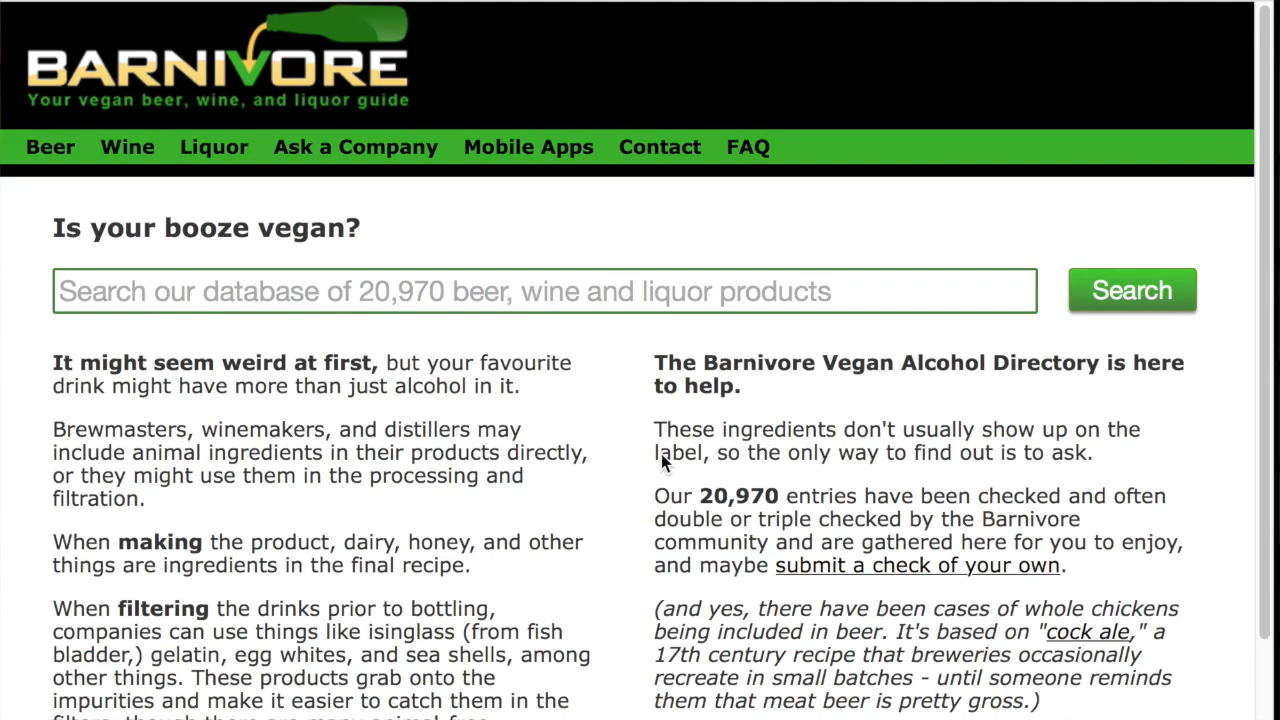 BARNIVORE
Your vegan beer, wine, and liquor guide
Beer Wine Liquor Ask a Company Mobile Apps Contact FAQ
Is your booze vegan?
Search our database of 20,970 beer, wine and liquor products
Search
It might seem weird at first, but your favourite
drink might have more than just alcohol in it.
Brewmasters, winemakers, and distillers may
include animal ingredients in their products directly,
or they might use them in the processing and
filtration.
When making the product, dairy, honey, and other
things are ingredients in the final recipe.
When filtering the drinks prior to bottling,
companies can use things like isinglass (from fish
bladder,) gelatin, egg whites, and sea shells, among
other things. These products grab onto the
impurities and make it easier to catch them in the
filters, though there are many animal-free
The Barnivore Vegan Alcohol Directory is here
to help.
These ingredients don't usually show up on the
label, so the only way to find out is to ask.
Our 20,970 entries have been checked and often
double or triple checked by the Barnivore
community and are gathered here for you to enjoy,
and maybe submit a check of your own.
(and yes, there have been cases of whole chickens
being included in beer. It's based on "cock ale," a
17th century recipe that breweries occasionally
recreate in small batches - until someone reminds
them that meat beer is pretty gross.)